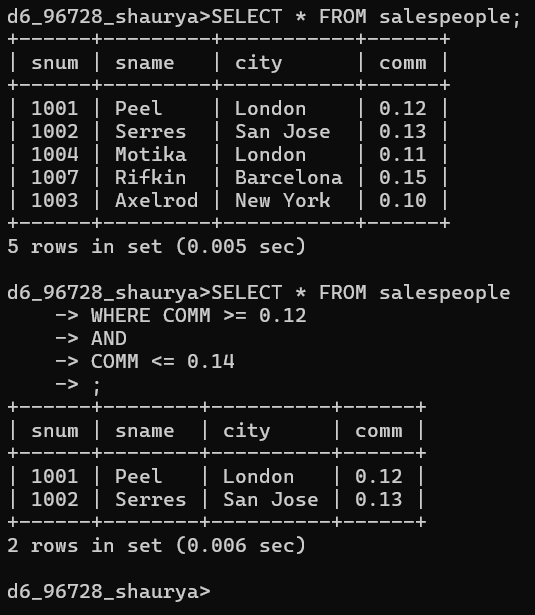 d6_96728_shaurya>SELECT * FROM salespeople;
+------+---------+-----------+------+
| snum | sname   | city      | comm |
+------+---------+-----------+------+
| 1001 | Peel    | London    | 0.12 |
| 1002 | Serres  | San Jose  | 0.13 |
| 1004 | Motika  | London    | 0.11 |
| 1007 | Rifkin  | Barcelona | 0.15 |
| 1003 | Axelrod | New York  | 0.10 |
+------+---------+-----------+------+
5 rows in set (0.005 sec)

d6_96728_shaurya>SELECT * FROM salespeople
    -> WHERE COMM >= 0.12
    -> AND
    -> COMM <= 0.14
    -> ;
+------+--------+----------+------+
| snum | sname  | city     | comm |
+------+--------+----------+------+
| 1001 | Peel   | London   | 0.12 |
| 1002 | Serres | San Jose | 0.13 |
+------+--------+----------+------+
2 rows in set (0.006 sec)

d6_96728_shaurya>